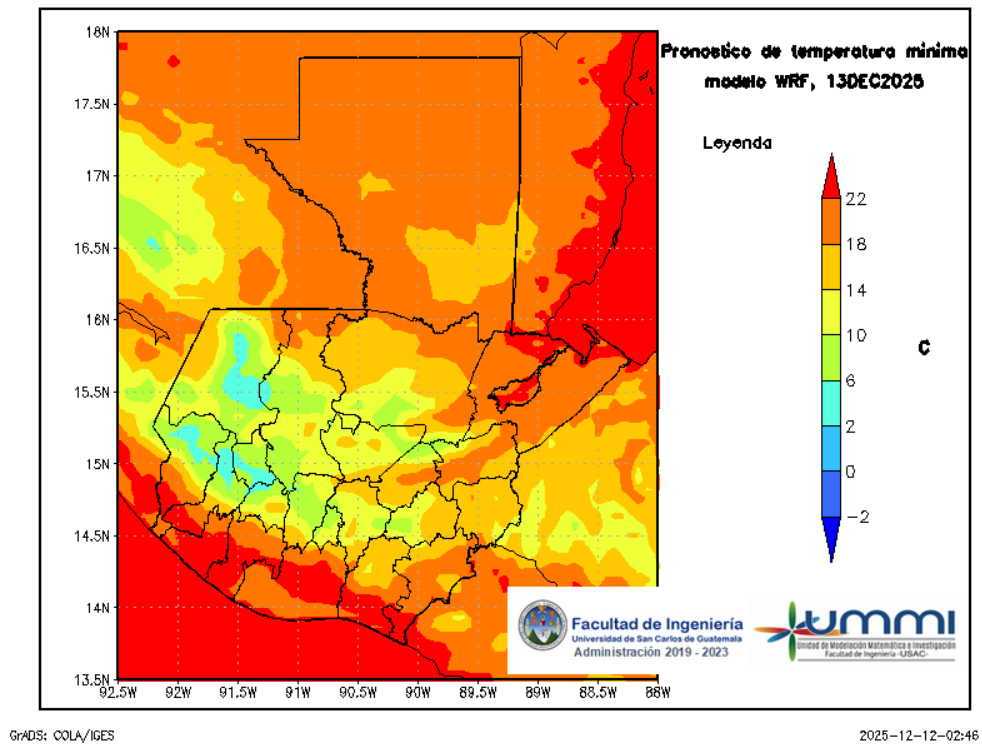 Pronostico de temperatura minima
modelo WRF, 13DEC2025
Leyenda
18N
17.5N
17N
16.5N
16N
15.5N
15N
14.5N
14N
13.5N
92.5W 92W 91.5W 91W 90.5W 90W 89.5W 89W 88.5W 88W
22
18
14
10
6
2
0
-2
C
Facultad de Ingeniería
Universidad de San Carlos de Guatemala
Administración 2019 - 2023
ummi
Unidad de Modelación Matemática e Investigación
Facultad de Ingeniería -USAC-
GrADS: COLA/IGES
2025-12-12-02:46